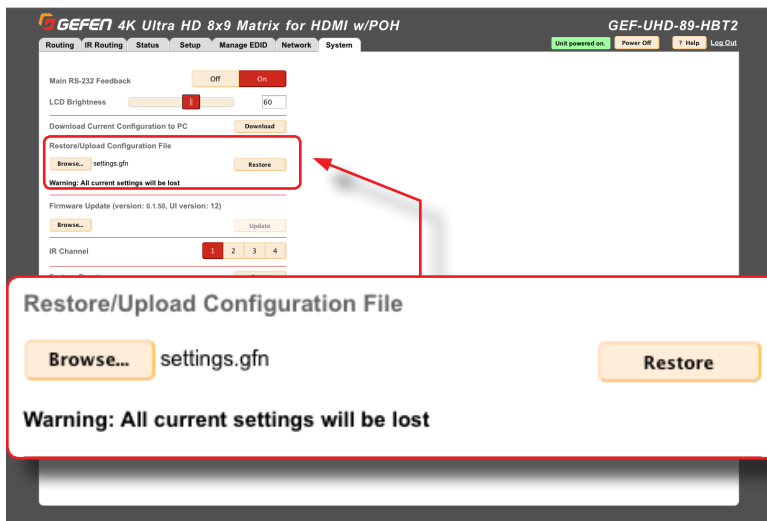 GEFEN 4K Ultra HD 8x9 Matrix for HDMI w/POH
GEF-UHD-89-HBT2
Routing IR Routing Status Setup Manage EDID Network System
Unit powered on. Power Off ? Help Log Out
Main RS-232 Feedback Off On
LCD Brightness 60
Download Current Configuration to PC Download
Restore/Upload Configuration File
Browse... settings.gfn Restore
Warning: All current settings will be lost
Firmware Update (version: 0.1.50, UI version: 12)
Browse... Update
IR Channel 1 2 3 4
Restore/Upload Configuration File
Browse... settings.gfn Restore
Warning: All current settings will be lost